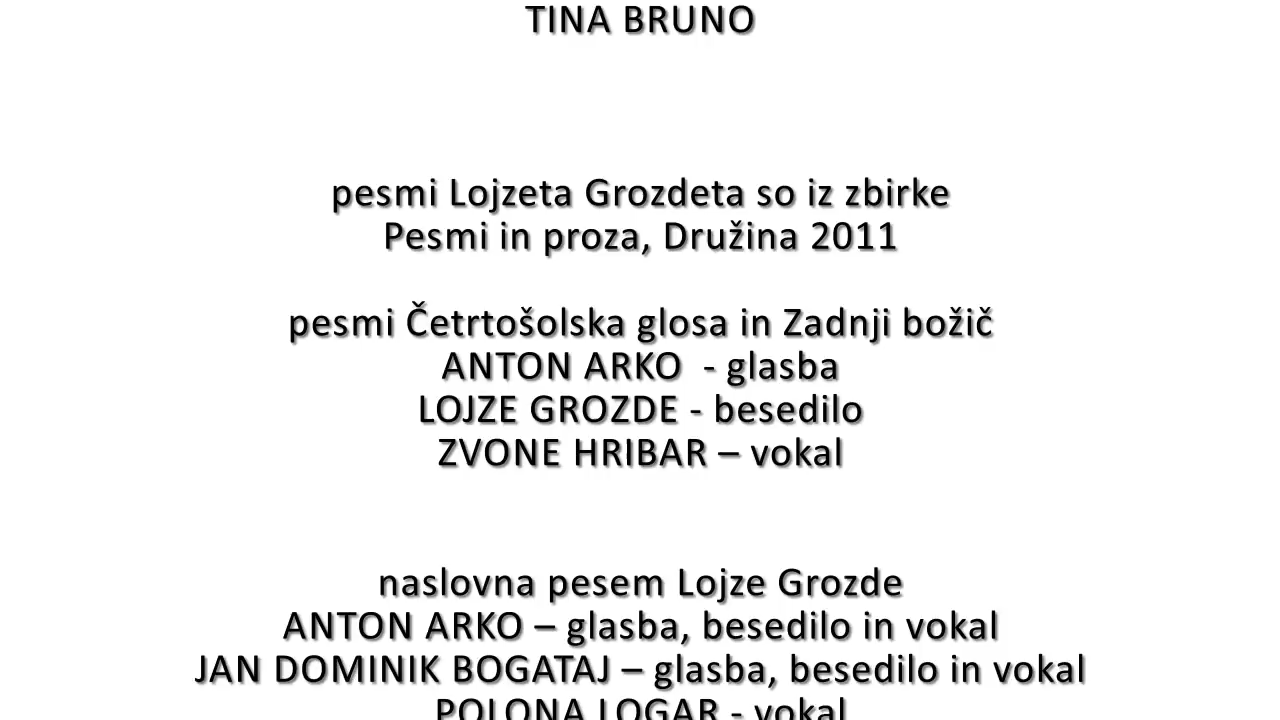 TINA BRUNO
pesmi Lojzeta Grozdeta so iz zbirke
Pesmi in proza, Družina 2011
pesmi Četrtošolska glosa in Zadnji božič
ANTON ARKO  - glasba
LOJZE GROZDE - besedilo
ZVONE HRIBAR – vokal
naslovna pesem Lojze Grozde
ANTON ARKO – glasba, besedilo in vokal
JAN DOMINIK BOGATAJ – glasba, besedilo in vokal
POLONA LOGAR - vokal